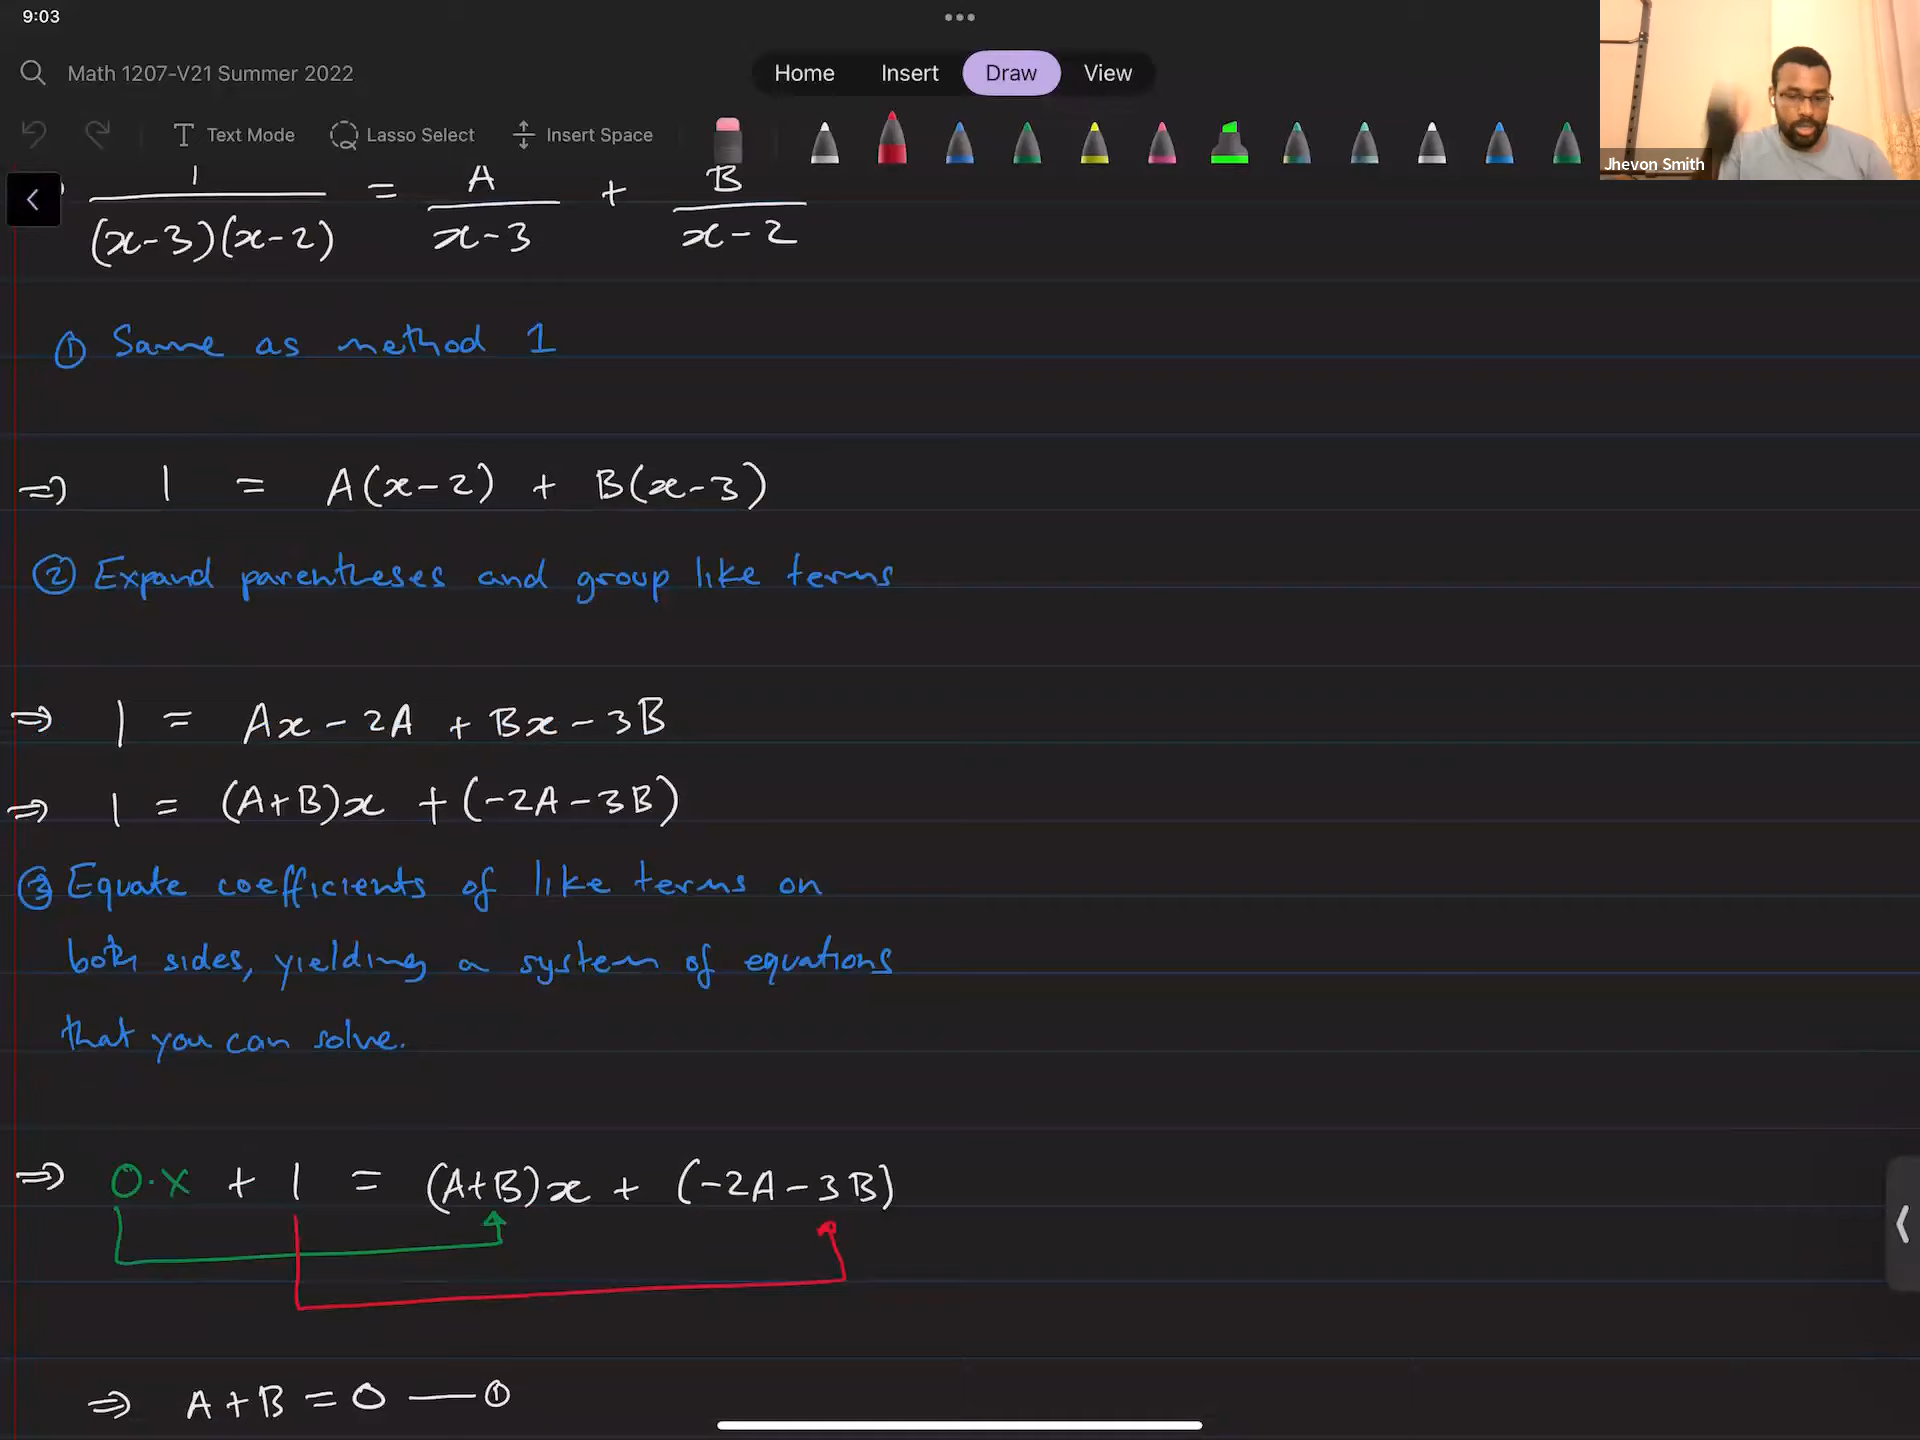 9:03
Math 1207-V21 Summer 2022
Home Insert Draw View
Text Mode Lasso Select Insert Space
Jhevon Smith
1/((x-3)(x-2)) = A/(x-3) + B/(x-2)
① Same as method 1
⇒ 1 = A(x-2) + B(x-3)
② Expand parentheses and group like terms
⇒ 1 = Ax - 2A + Bx - 3B
⇒ 1 = (A+B)x + (-2A-3B)
③ Equate coefficients of like terms on
both sides, yielding a system of equations
that you can solve.
⇒ 0·x + 1 = (A+B)x + (-2A-3B)
⇒ A+B = 0 — ①